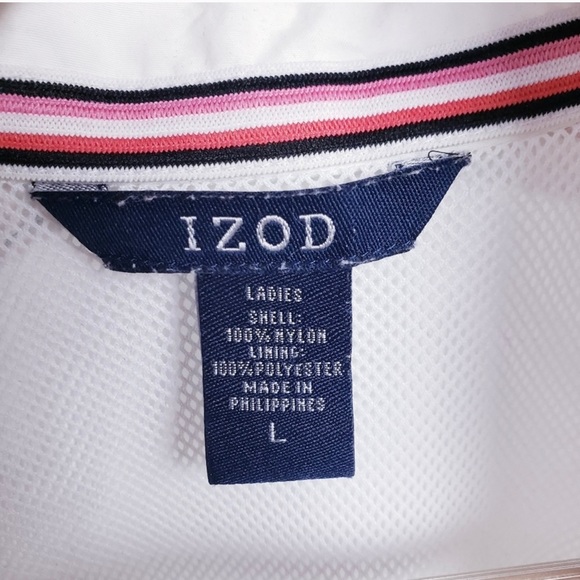 IZOD
LADIES
SHELL:
100% NYLON
LINING:
100% POLYESTER
MADE IN
PHILIPPINES
L